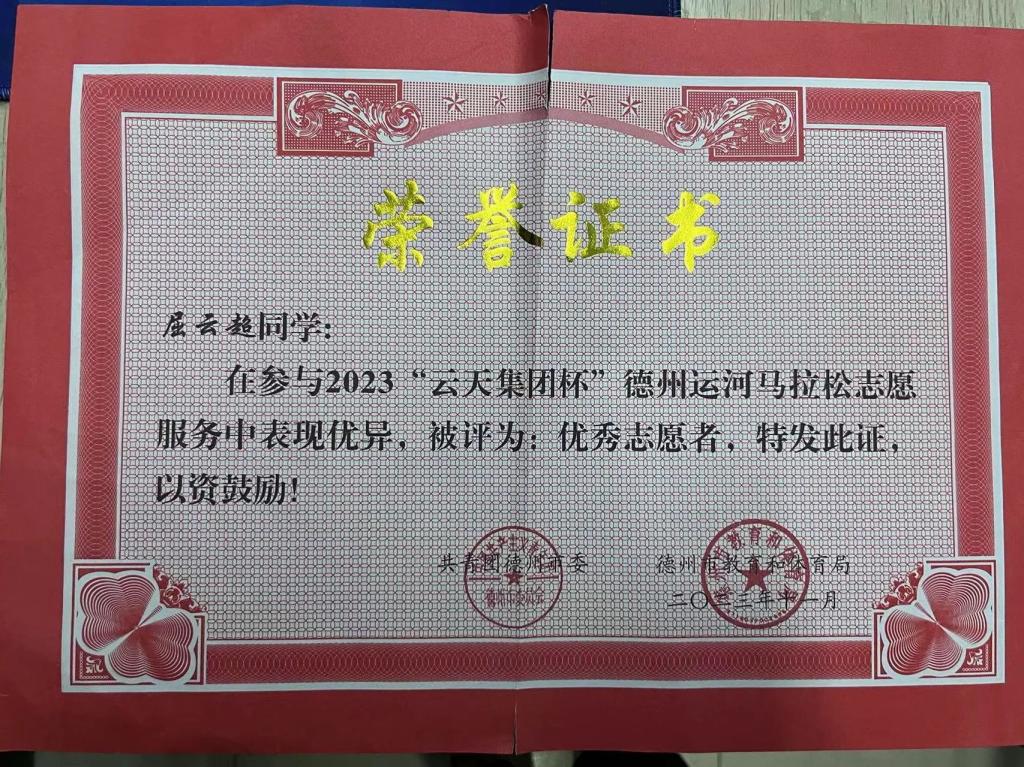 荣誉证书
屈云超同学:
在参与2023“云天集团杯”德州运河马拉松志愿
服务中表现优异，被评为：优秀志愿者，特发此证，
以资鼓励!
共青团德州市委 德州市教育和体育局
二〇二三年十一月